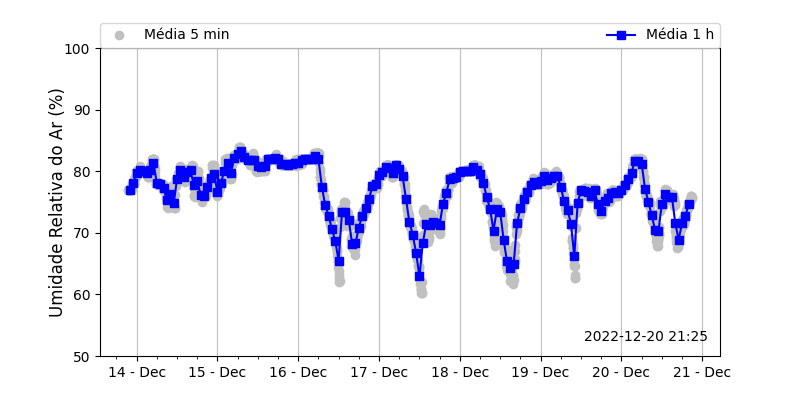 Média 5 min Média 1 h
Umidade Relativa do Ar (%)
100
90
80
70
60
50
2022-12-20 21:25
14 - Dec 15 - Dec 16 - Dec 17 - Dec 18 - Dec 19 - Dec 20 - Dec 21 - Dec